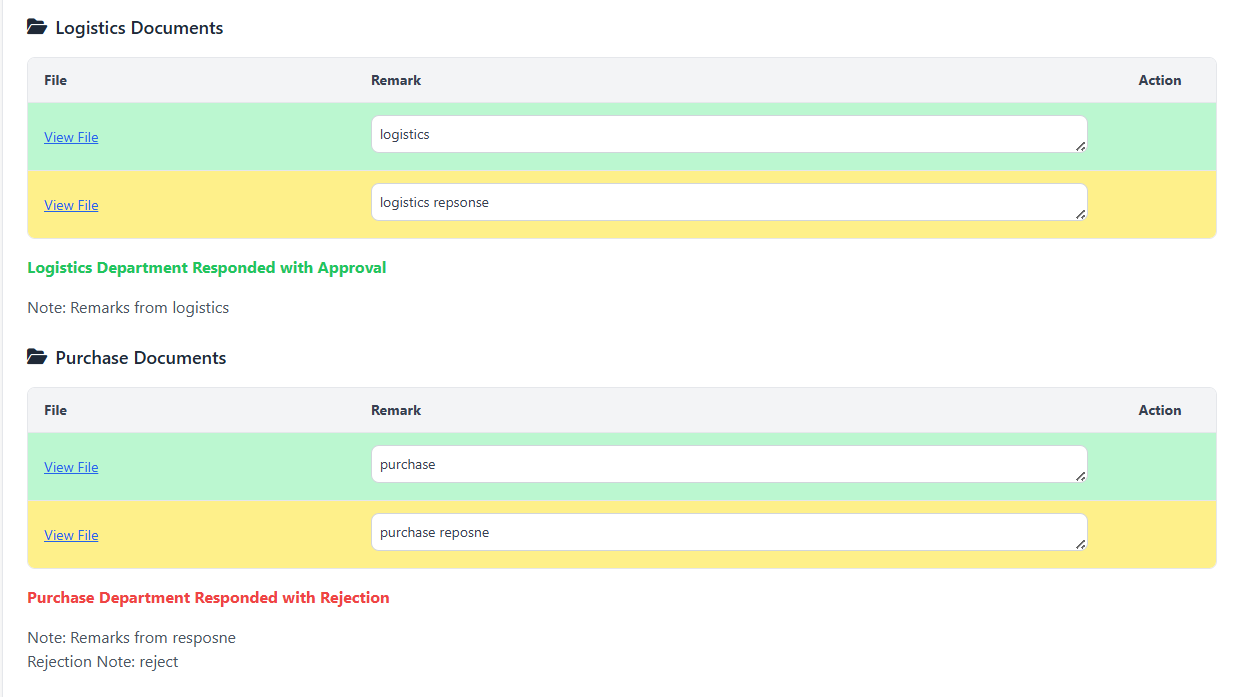 Logistics Documents
File Remark Action
View File logistics
View File logistics repsonse
Logistics Department Responded with Approval
Note: Remarks from logistics
Purchase Documents
File Remark Action
View File purchase
View File purchase reposne
Purchase Department Responded with Rejection
Note: Remarks from resposne
Rejection Note: reject